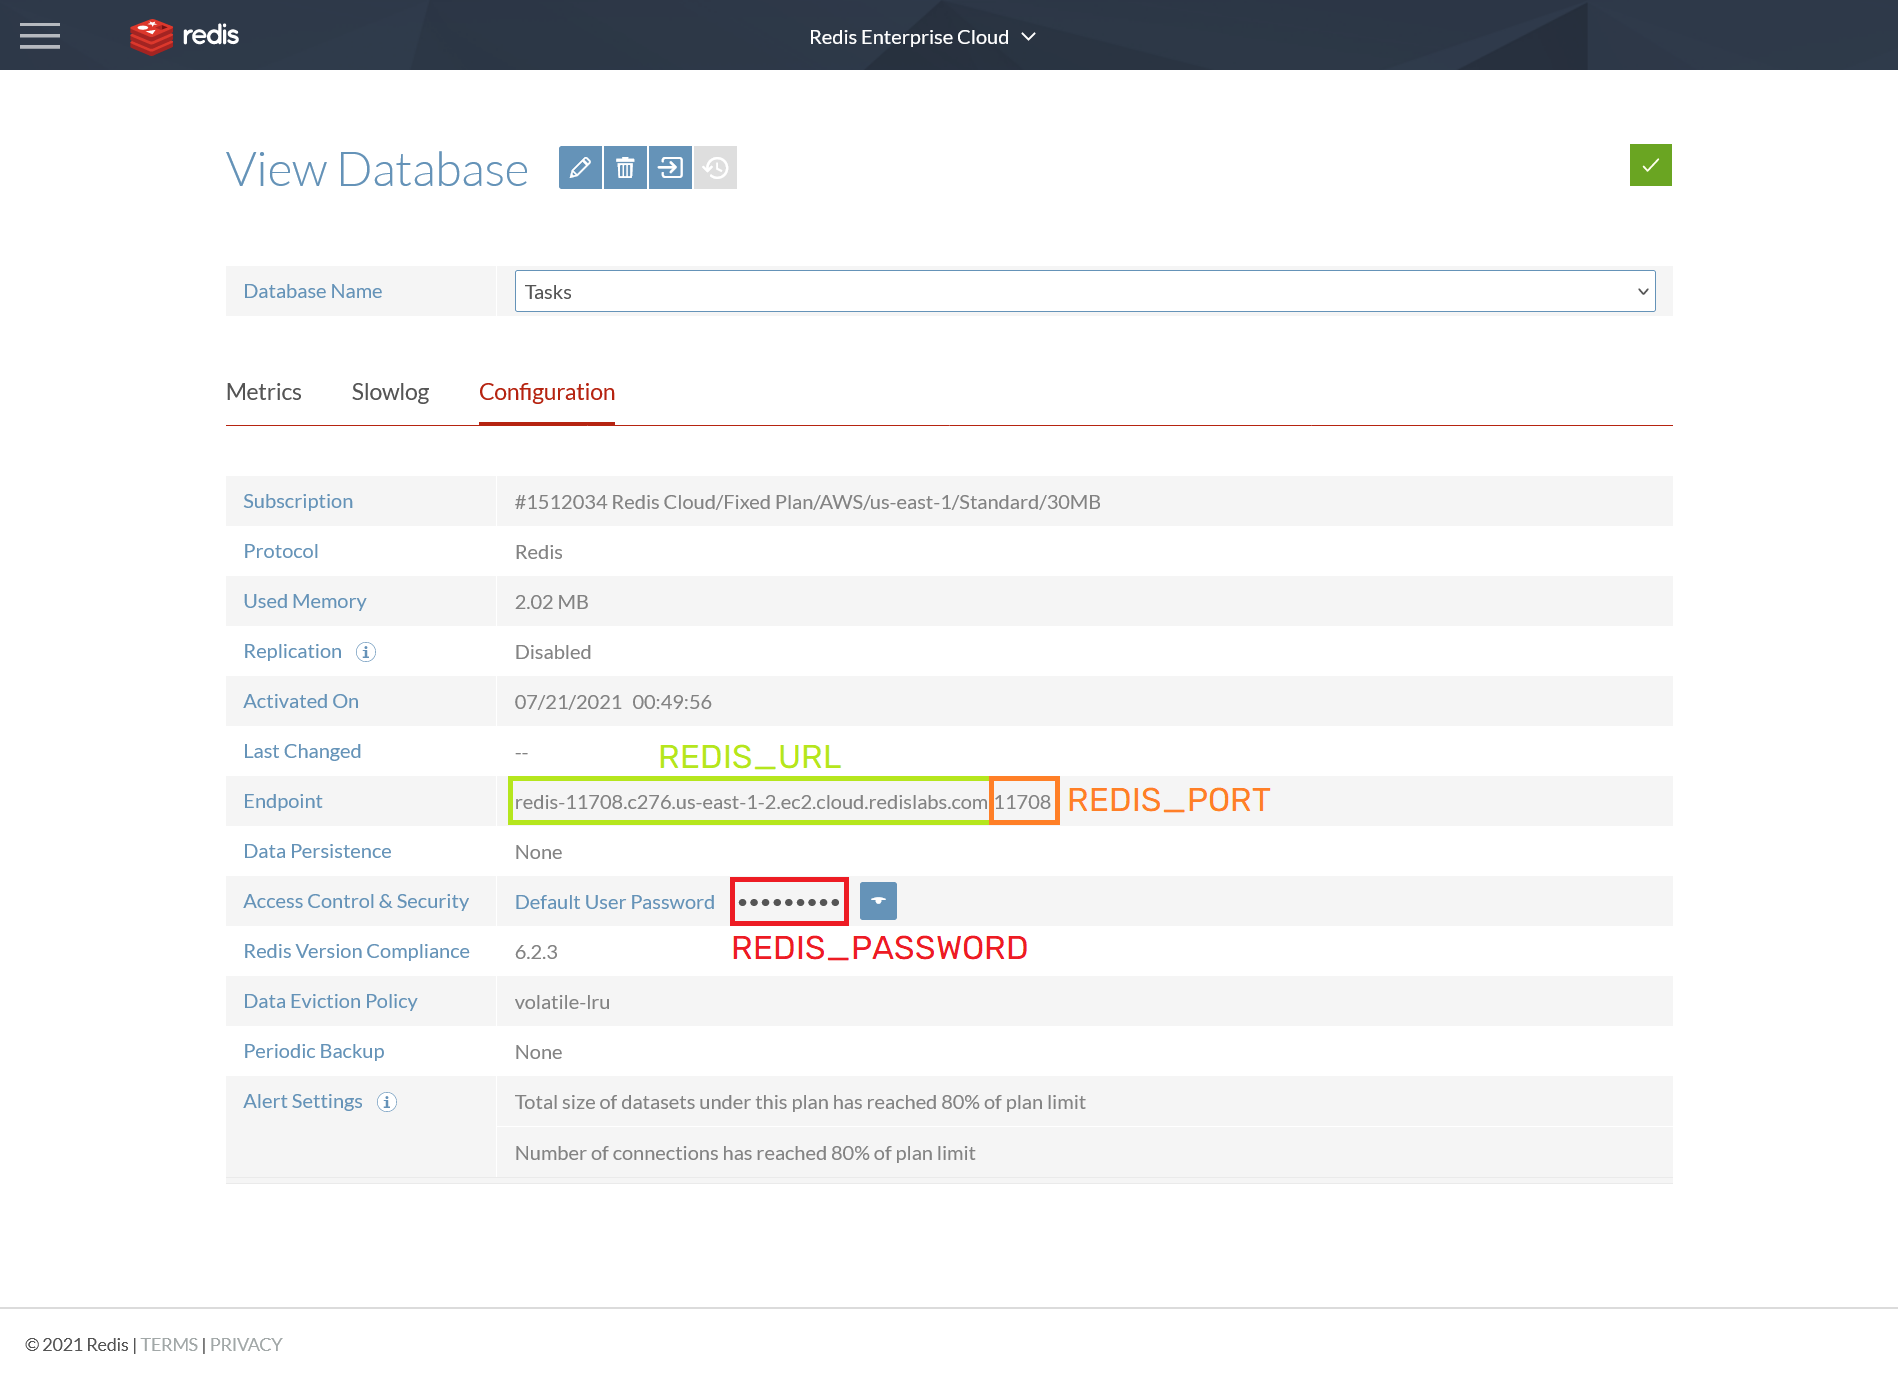 redis
Redis Enterprise Cloud
View Database
Database Name
Tasks
Metrics Slowlog Configuration
Subscription #1512034 Redis Cloud/Fixed Plan/AWS/us-east-1/Standard/30MB
Protocol Redis
Used Memory 2.02 MB
Replication Disabled
Activated On 07/21/2021 00:49:56
Last Changed --
REDIS_URL
Endpoint redis-11708.c276.us-east-1-2.ec2.cloud.redislabs.com 11708 REDIS_PORT
Data Persistence None
Access Control & Security Default User Password •••••••••
REDIS_PASSWORD
Redis Version Compliance 6.2.3
Data Eviction Policy volatile-lru
Periodic Backup None
Alert Settings Total size of datasets under this plan has reached 80% of plan limit
Number of connections has reached 80% of plan limit
© 2021 Redis | TERMS | PRIVACY